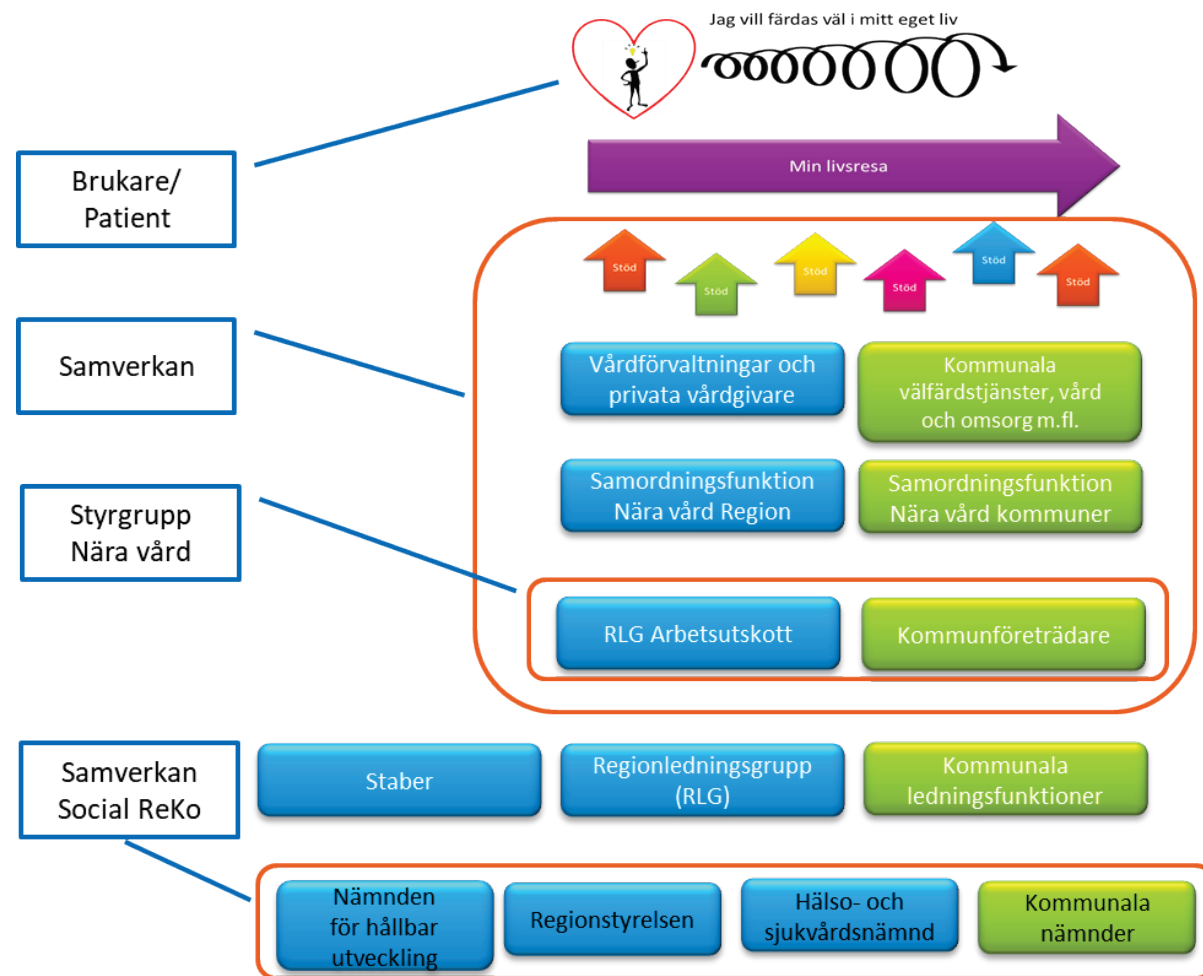 Jag vill färdas väl i mitt eget liv
Min livsresa
Brukare/
Patient
Stöd
Stöd
Stöd
Stöd
Stöd
Stöd
Samverkan
Vårdförvaltningar och
privata vårdgivare
Kommunala
välfärdstjänster, vård
och omsorg m.fl.
Samordningsfunktion
Nära vård Region
Samordningsfunktion
Nära vård kommuner
Styrgrupp
Nära vård
RLG Arbetsutskott
Kommunföreträdare
Samverkan
Social ReKo
Staber
Regionledningsgrupp
(RLG)
Kommunala
ledningsfunktioner
Nämnden
för hållbar
utveckling
Regionstyrelsen
Hälso- och
sjukvårdsnämnd
Kommunala
nämnder